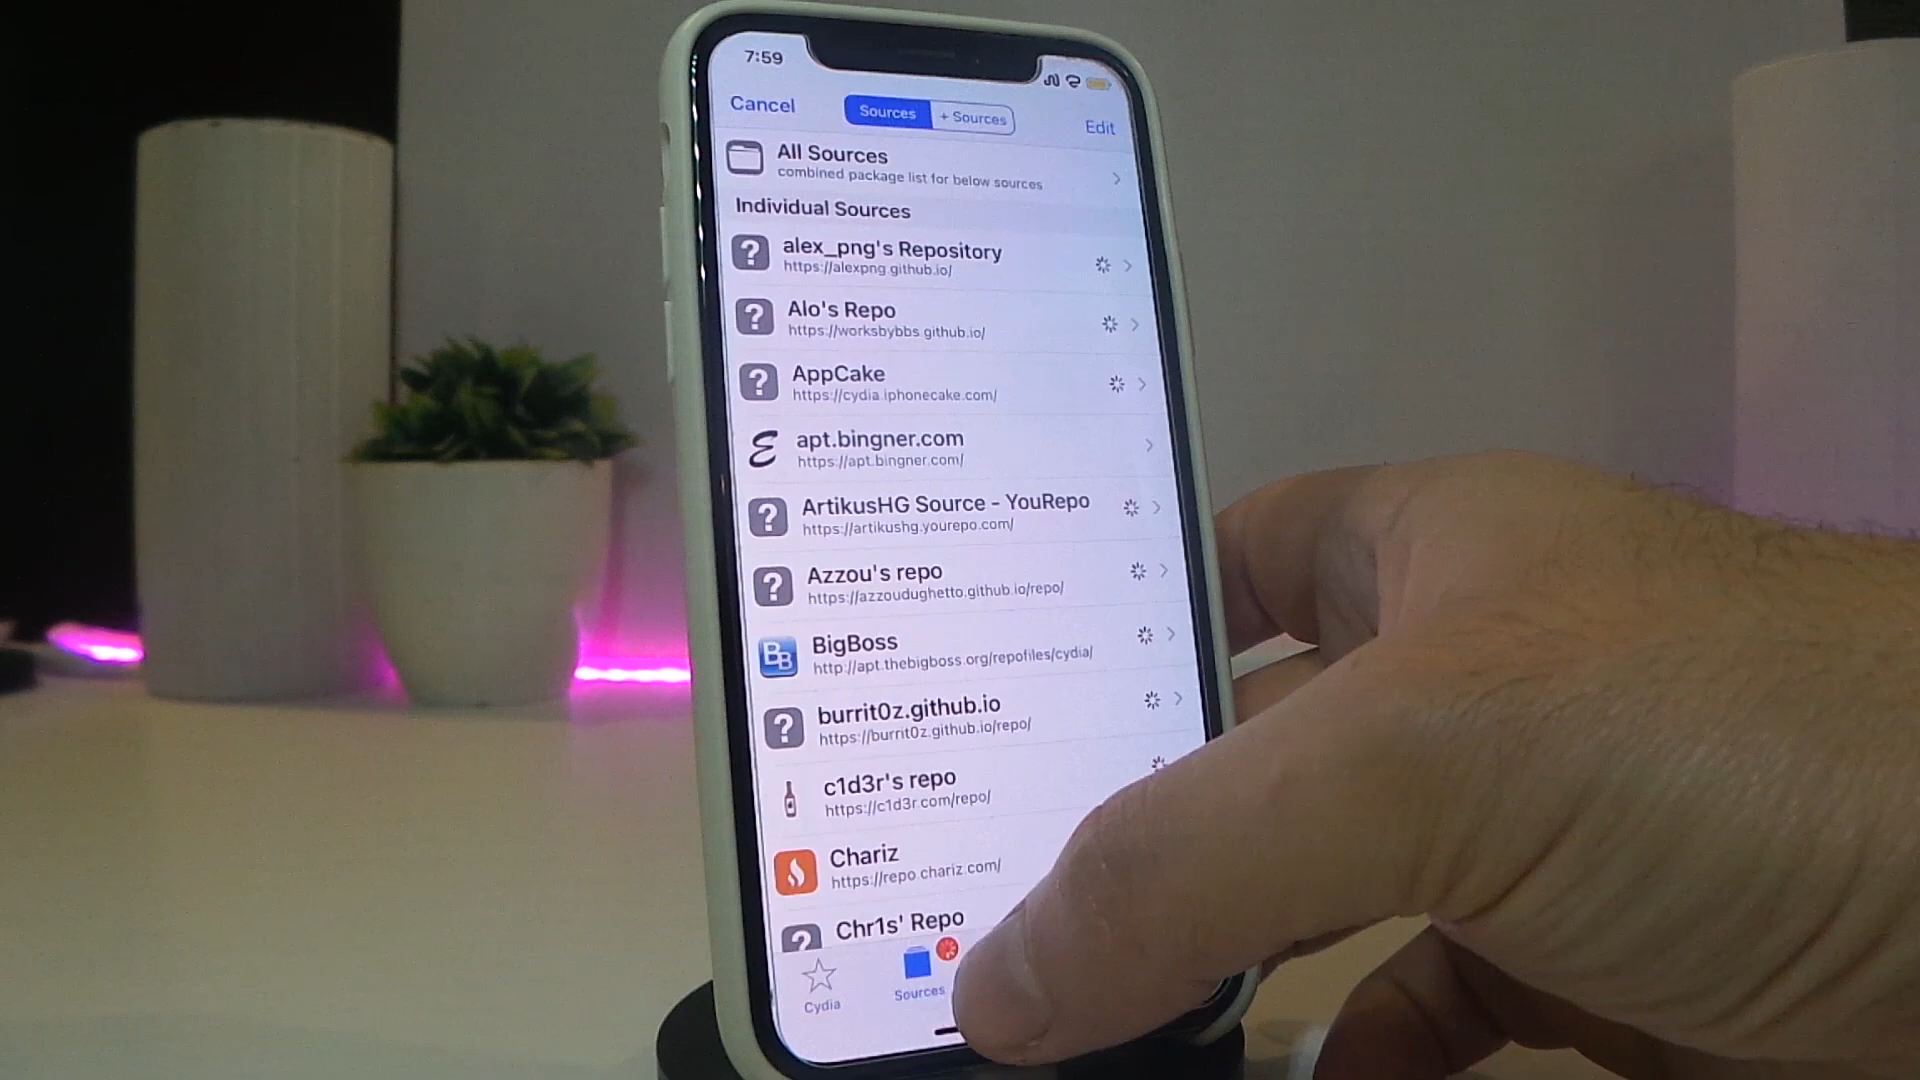 7:59
Cancel
Sources
+ Sources
Edit
All Sources
combined package list for below sources
Individual Sources
alex_png's Repository
https://alexpng.github.io/
Alo's Repo
https://worksbybbs.github.io/
AppCake
https://cydia.iphonecake.com/
apt.bingner.com
https://apt.bingner.com/
ArtikusHG Source - YouRepo
https://artikushg.yourepo.com/
Azzou's repo
https://azzoudughetto.github.io/repo/
BB
BigBoss
http://apt.thebigboss.org/repofiles/cydia/
burrit0z.github.io
https://burrit0z.github.io/repo/
c1d3r's repo
https://c1d3r.com/repo/
Chariz
https://repo.chariz.com/
Chr1s' Repo
Cydia
Sources